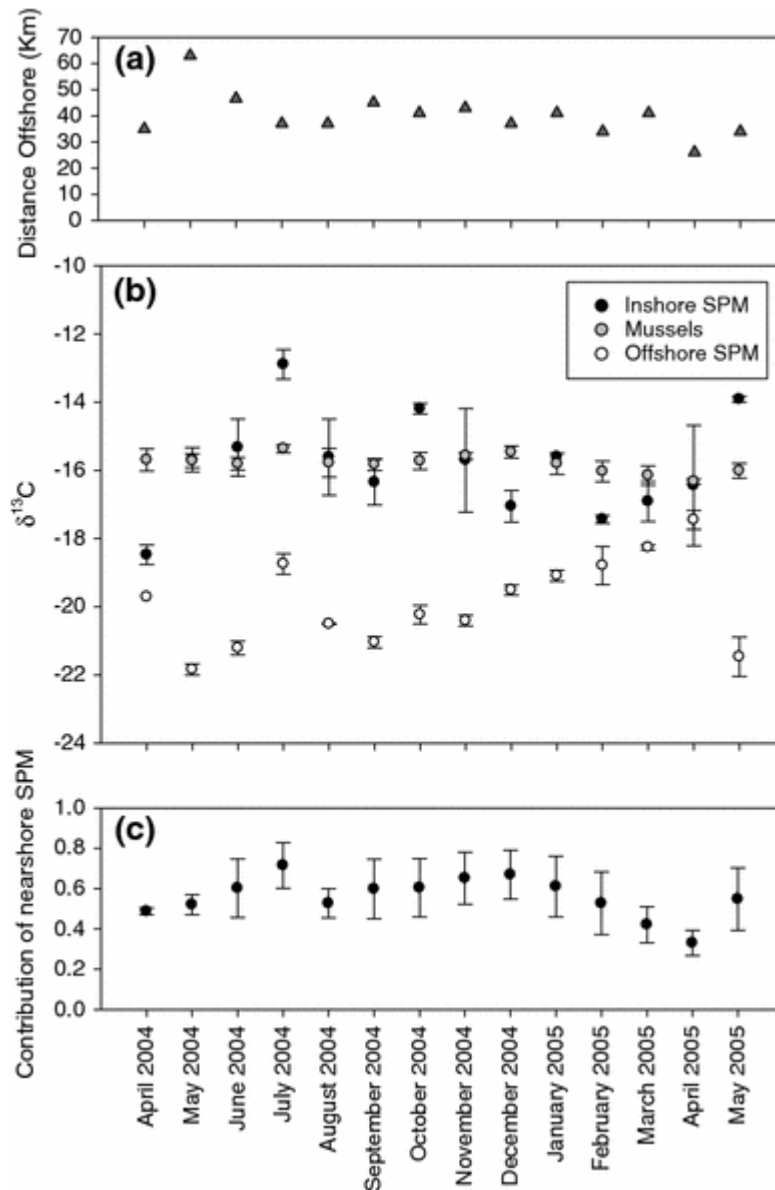 Distance Offshore (Km)
70
60
50
40
30
20
10
0
(a)
δ13C
-10
-12
-14
-16
-18
-20
-22
-24
(b)
Inshore SPM
Mussels
Offshore SPM
Contribution of nearshore SPM
1.0
0.8
0.6
0.4
0.2
0.0
(c)
April 2004
May 2004
June 2004
July 2004
August 2004
September 2004
October 2004
November 2004
December 2004
January 2005
February 2005
March 2005
April 2005
May 2005